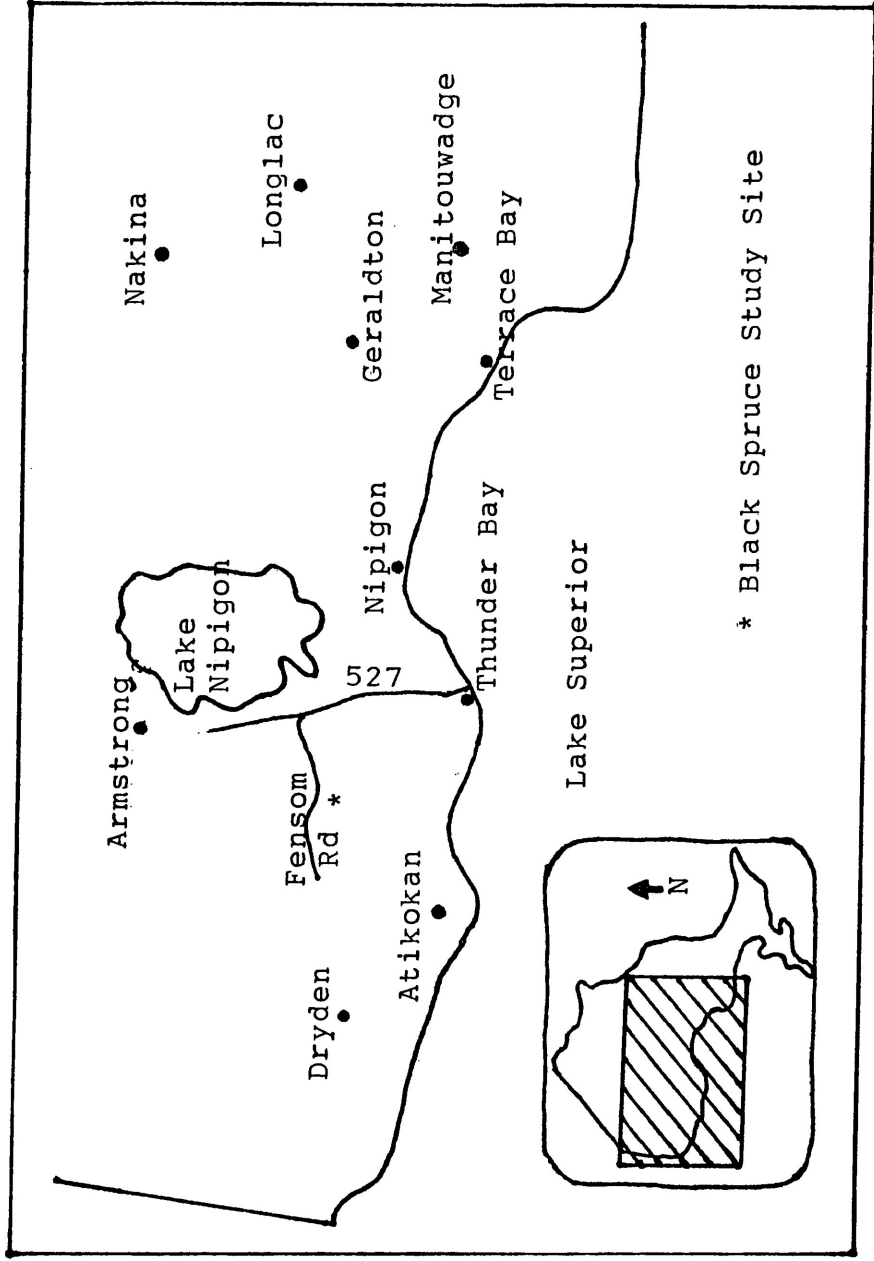 Nakina
Longlac
Armstrong
Lake
Nipigon
Geraldton
Manitouwadge
Fensom
Rd *
527
Nipigon
Dryden
Atikokan
Thunder Bay
Terrace Bay
Lake Superior
N
* Black Spruce Study Site